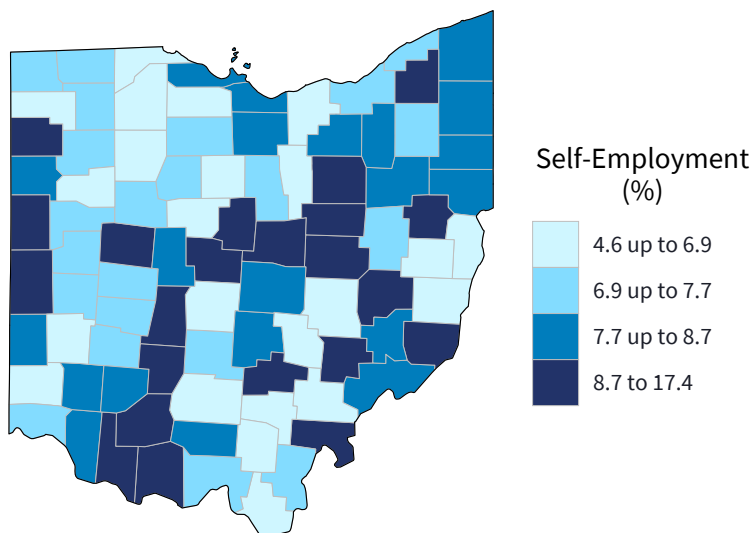 Self-Employment
(%)
4.6 up to 6.9
6.9 up to 7.7
7.7 up to 8.7
8.7 to 17.4